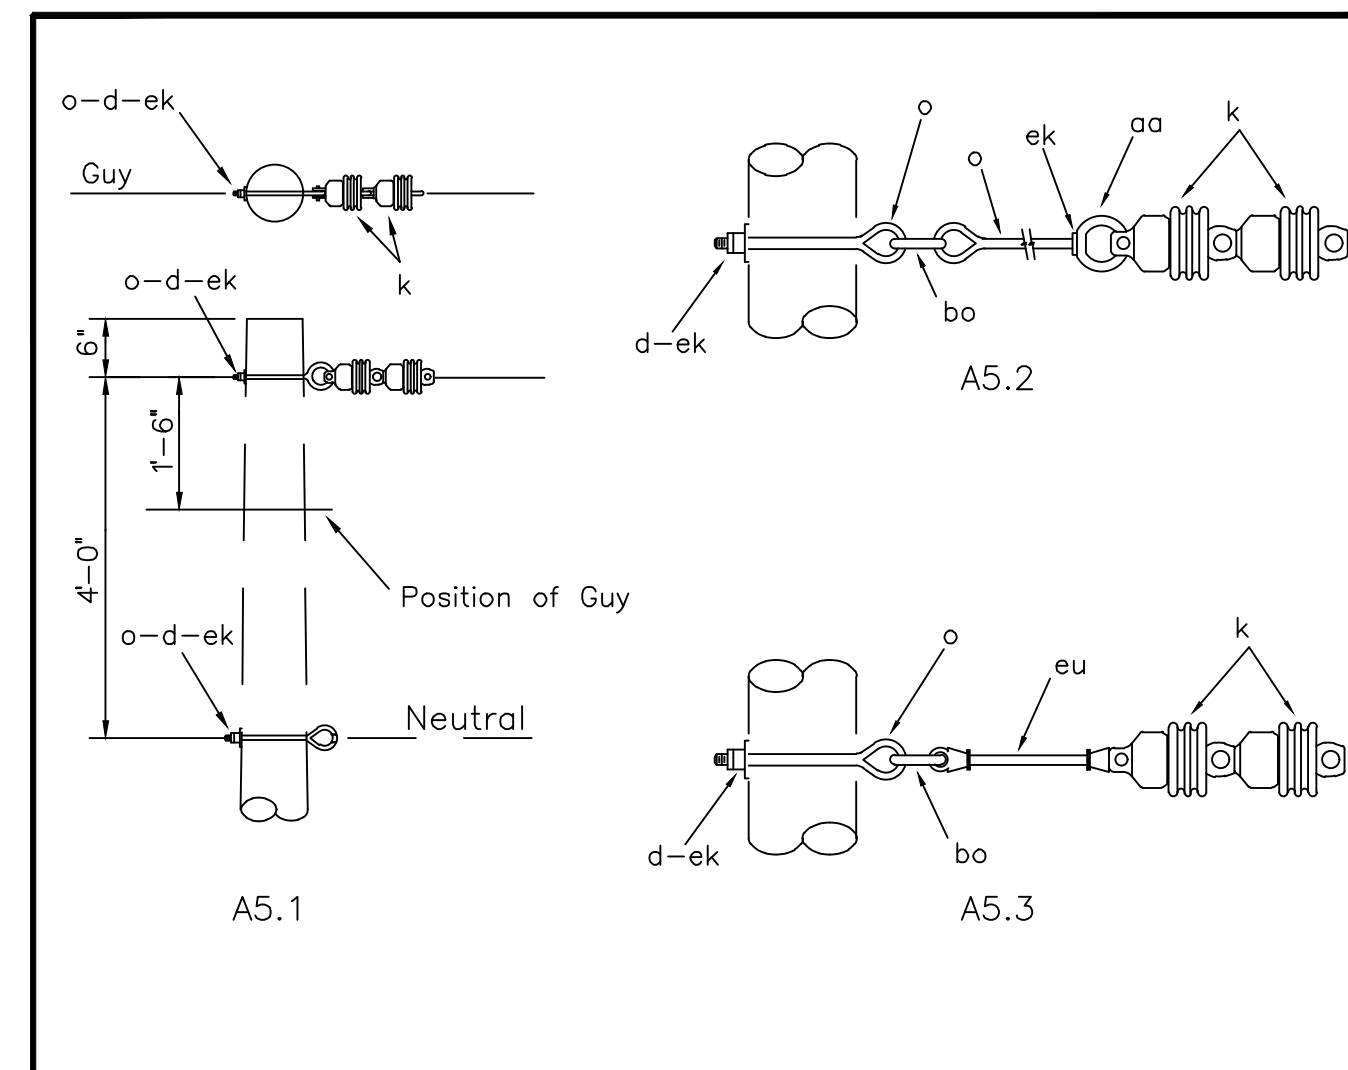 o-d-ek
Guy
k
o-d-ek
6"
1'-6"
4'-0"
Position of Guy
o-d-ek
Neutral
A5.1
o
o
ek
aa
k
bo
d-ek
A5.2
o
eu
k
bo
d-ek
A5.3